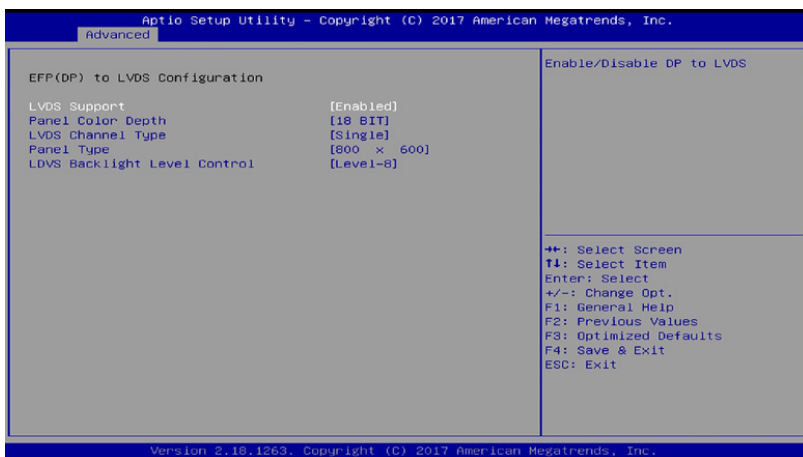 Aptio Setup Utility – Copyright (C) 2017 American Megatrends, Inc.
Advanced
EFP(DP) to LVDS Configuration
LVDS Support [Enabled]
Panel Color Depth [18 BIT]
LVDS Channel Type [Single]
Panel Type [800 x 600]
LDVS Backlight Level Control [Level-8]
Enable/Disable DP to LVDS
→←: Select Screen
↑↓: Select Item
Enter: Select
+/-: Change Opt.
F1: General Help
F2: Previous Values
F3: Optimized Defaults
F4: Save & Exit
ESC: Exit
Version 2.18.1263. Copyright (C) 2017 American Megatrends, Inc.